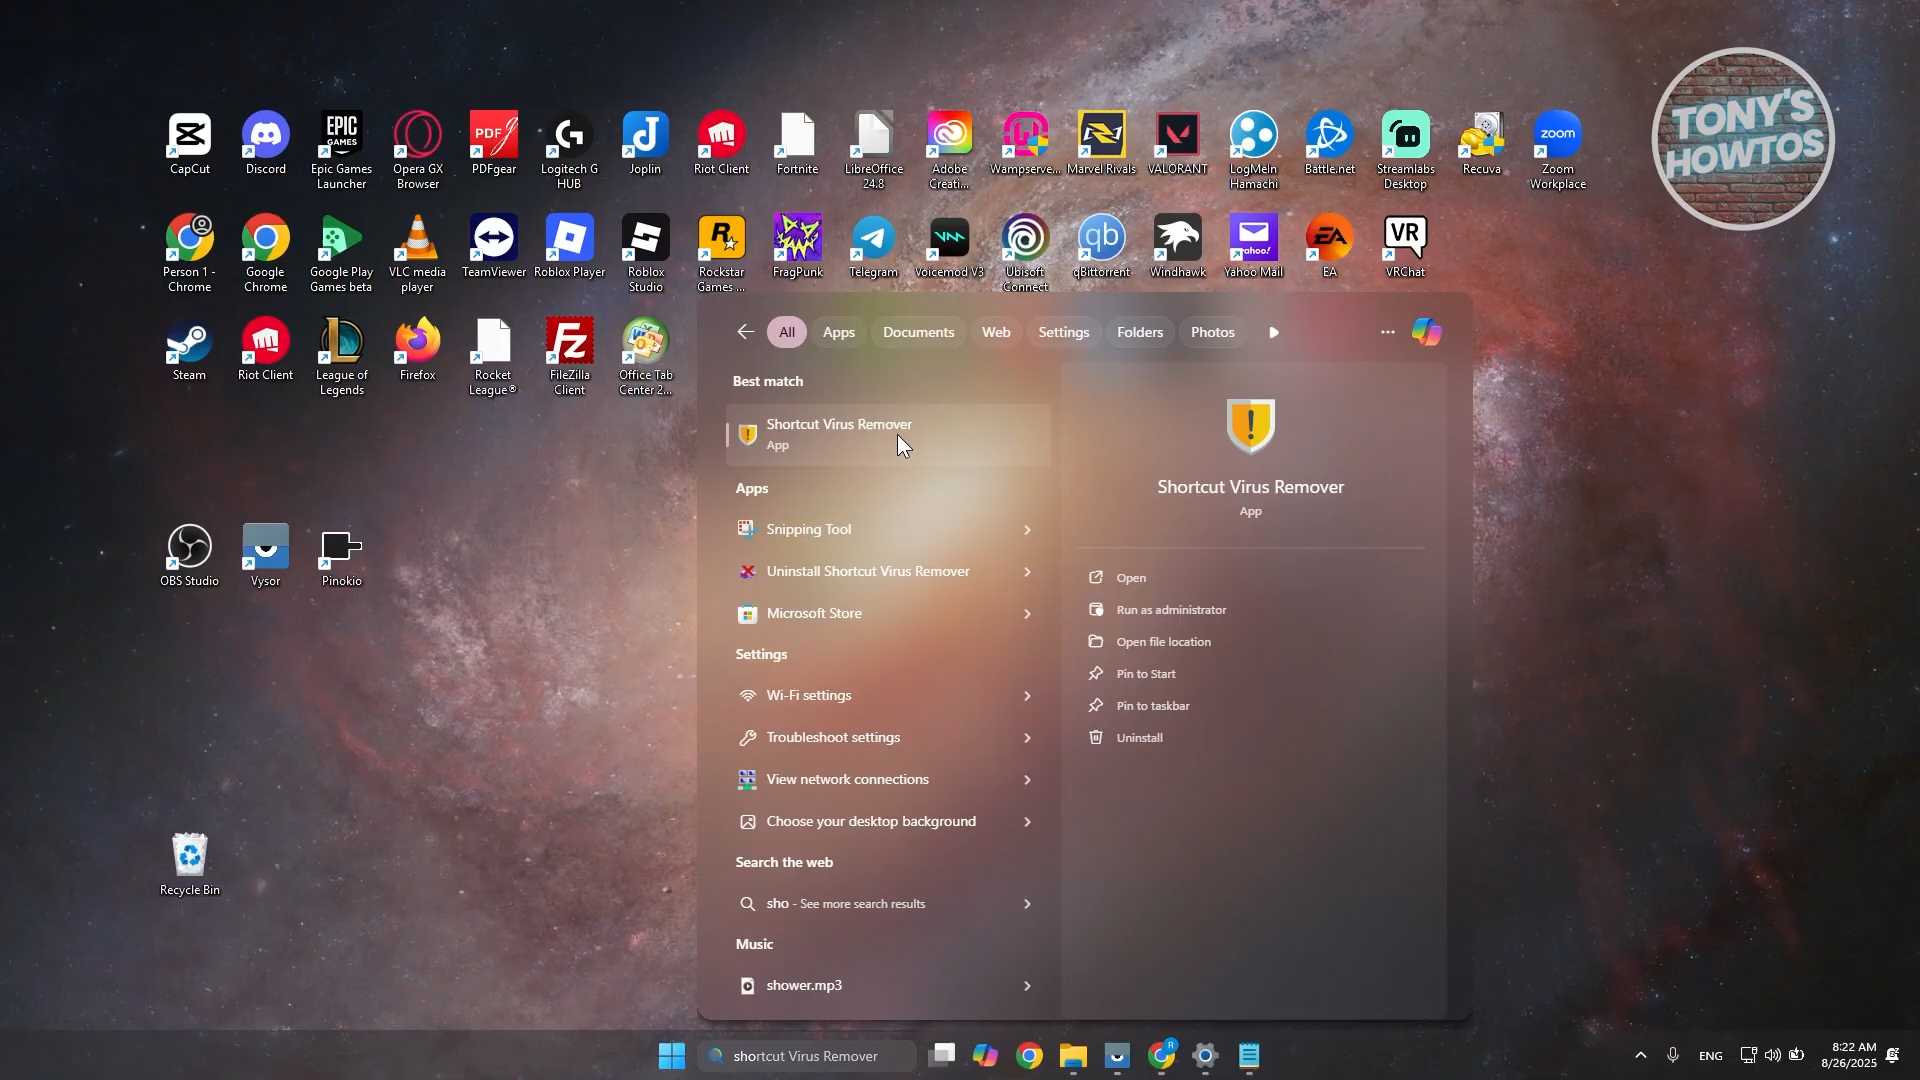 TONY'S
HOWTOS
CapCut
Discord
Epic Games
Launcher
Opera GX
Browser
PDFgear
Logitech G
HUB
Joplin
Riot Client
Fortnite
LibreOffice
24.8
Adobe
Creati...
Wampserve...
Marvel Rivals
VALORANT
LogMeIn
Hamachi
Battle.net
Streamlabs
Desktop
Recuva
Zoom
Workplace
Person 1 -
Chrome
Google
Chrome
Google Play
Games beta
VLC media
player
TeamViewer
Roblox Player
Roblox
Studio
Rockstar
Games ...
FragPunk
Telegram
Voicemod V3
Ubisoft
Connect
qBittorrent
Windhawk
Yahoo Mail
EA
VRChat
Steam
Riot Client
League of
Legends
Firefox
Rocket
League®
FileZilla
Client
Office Tab
Center 2...
OBS Studio
Vysor
Pinokio
Recycle Bin
All
Apps
Documents
Web
Settings
Folders
Photos
Best match
Shortcut Virus Remover
App
Apps
Snipping Tool
Uninstall Shortcut Virus Remover
Microsoft Store
Settings
Wi-Fi settings
Troubleshoot settings
View network connections
Choose your desktop background
Search the web
sho - See more search results
Music
shower.mp3
Shortcut Virus Remover
App
Open
Run as administrator
Open file location
Pin to Start
Pin to taskbar
Uninstall
shortcut Virus Remover
ENG
8:22 AM
8/26/2025
EPIC
GAMES
PDF
zoom
qb
yahoo!
EA
VR